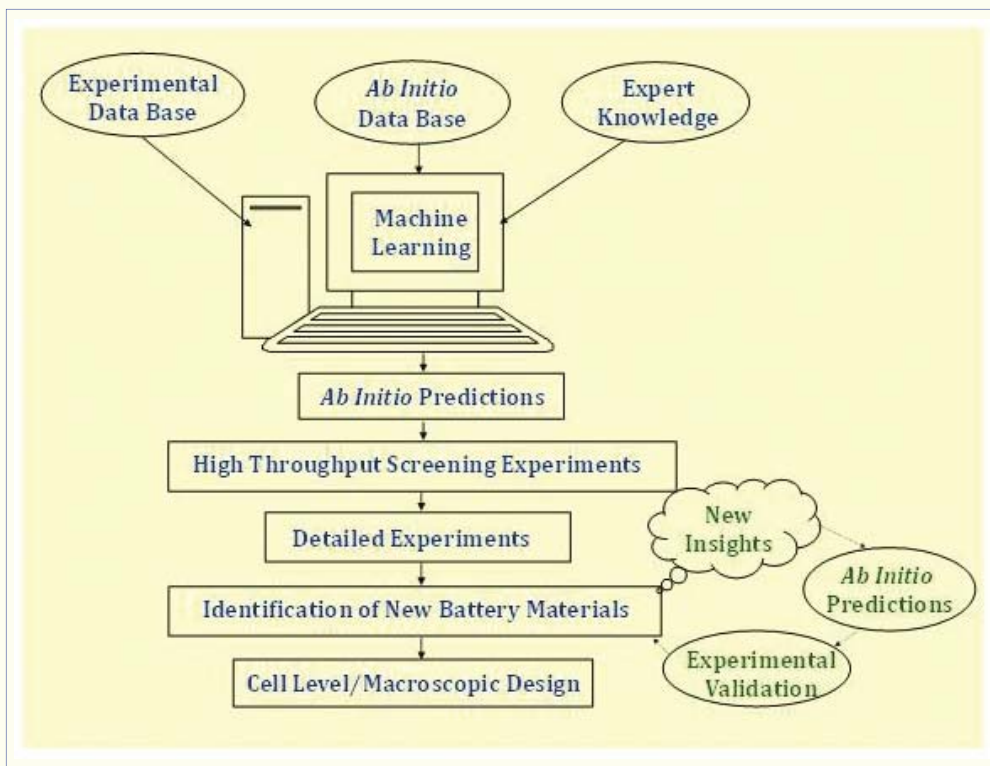 Experimental
Data Base
Ab Initio
Data Base
Expert
Knowledge
Machine
Learning
Ab Initio Predictions
High Throughput Screening Experiments
Detailed Experiments
Identification of New Battery Materials
Cell Level/Macroscopic Design
New
Insights
Ab Initio
Predictions
Experimental
Validation